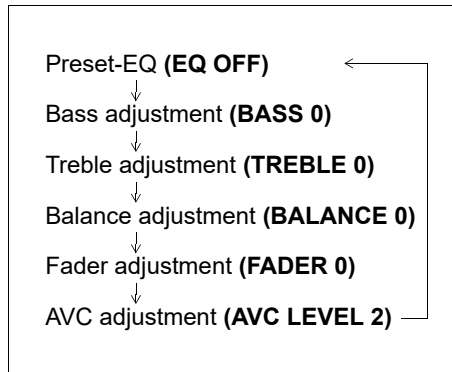 Preset-EQ (EQ OFF)
Bass adjustment (BASS 0)
Treble adjustment (TREBLE 0)
Balance adjustment (BALANCE 0)
Fader adjustment (FADER 0)
AVC adjustment (AVC LEVEL 2)